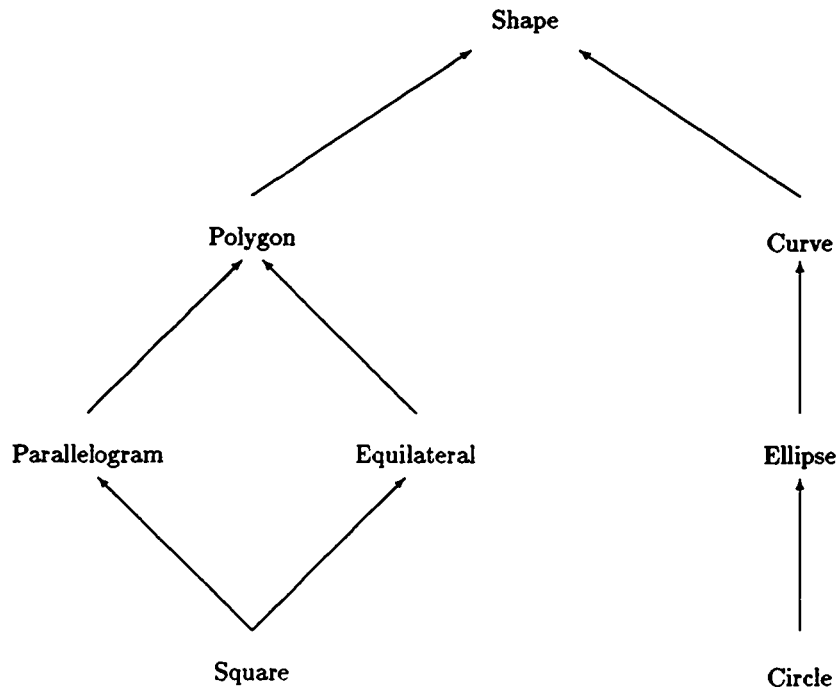 Shape
Polygon
Curve
Parallelogram
Equilateral
Ellipse
Square
Circle